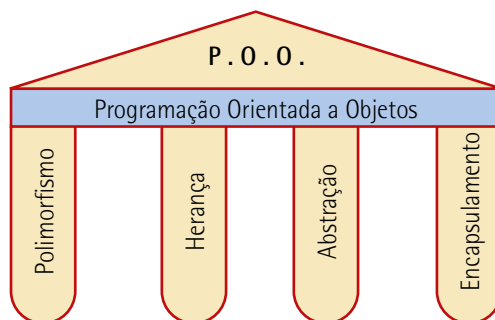 P.O.O.
Programação Orientada a Objetos
Polimorfismo
Herança
Abstração
Encapsulamento